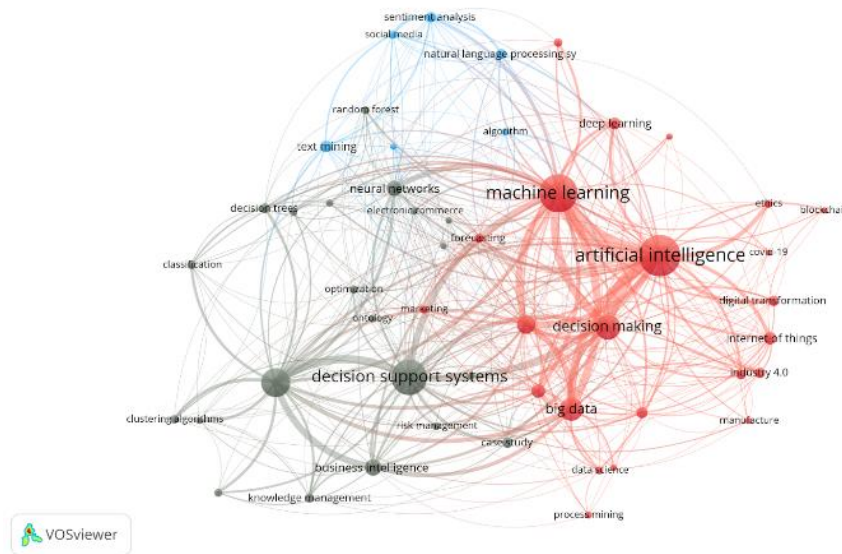 sentiment analysis
social media
natural language processing sy
random forest
deep learning
algorithm
text mining
neural networks
machine learning
decision trees
electronic commerce
ethics
blockchain
forecasting
artificial intelligence
covid-19
classification
optimization
digital transformation
marketing
ontology
decision making
internet of things
decision support systems
industry 4.0
big data
clustering algorithms
risk management
manufacture
case study
business intelligence
data science
knowledge management
process mining
VOSviewer